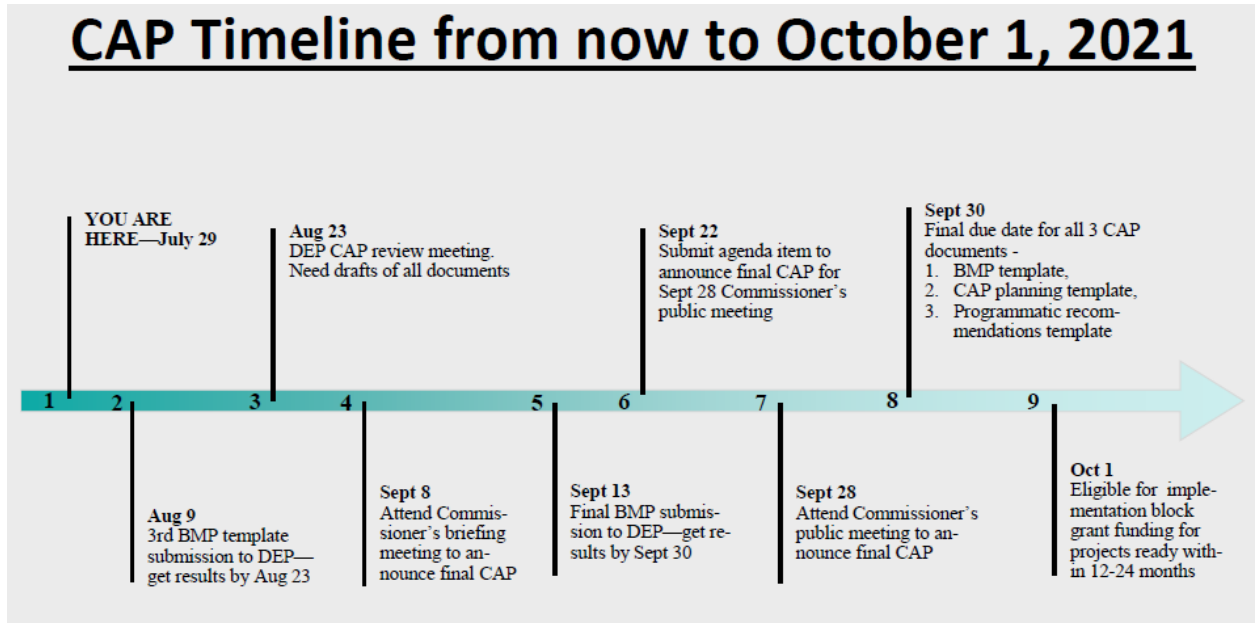 CAP Timeline from now to October 1, 2021
YOU ARE
HERE—July 29
Aug 23
DEP CAP review meeting.
Need drafts of all documents
Sept 22
Submit agenda item to
announce final CAP for
Sept 28 Commissioner’s
public meeting
Sept 30
Final due date for all 3 CAP
documents -
1. BMP template,
2. CAP planning template,
3. Programmatic recom-
mendations template
1 2 3 4 5 6 7 8 9
Aug 9
3rd BMP template
submission to DEP—
get results by Aug 23
Sept 8
Attend Commis-
sioner’s briefing
meeting to an-
nounce final CAP
Sept 13
Final BMP submis-
sion to DEP—get re-
sults by Sept 30
Sept 28
Attend Commissioner’s
public meeting to an-
nounce final CAP
Oct 1
Eligible for imple-
mentation block
grant funding for
projects ready with-
in 12-24 months